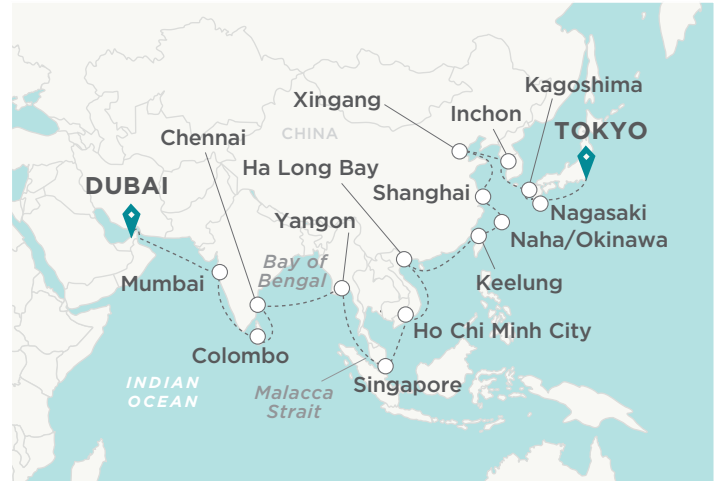 Kagoshima
Xingang
Inchon
TOKYO
CHINA
Chennai
Ha Long Bay
DUBAI
Shanghai
Nagasaki
Yangon
Naha/Okinawa
Bay of
Bengal
Mumbai
Keelung
Ho Chi Minh City
Colombo
INDIAN
OCEAN
Malacca
Strait
Singapore